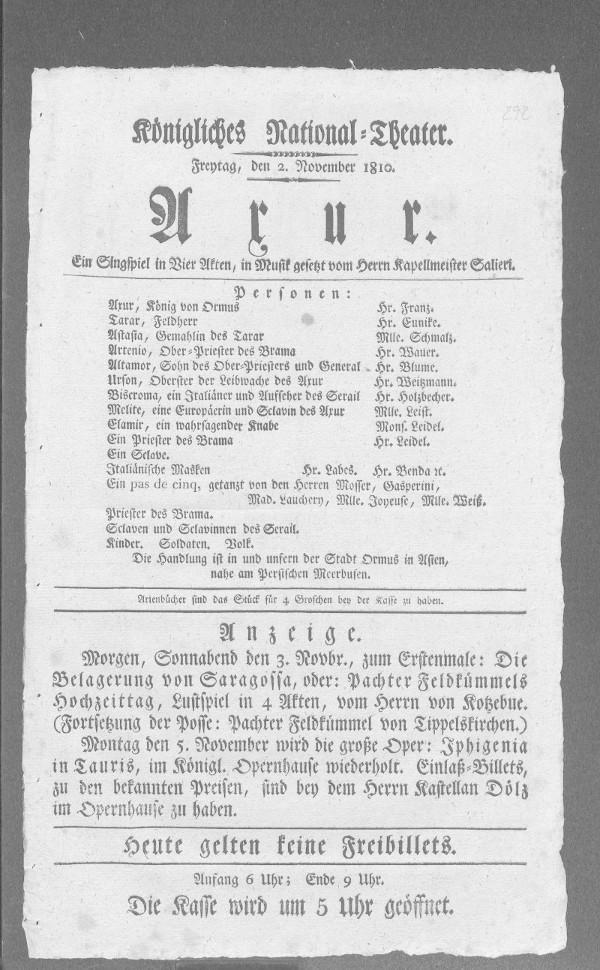 292
Königliches National-Theater.
Freytag, den 2. November 1810.
Axur.
Ein Singspiel in Vier Akten, in Musik gesetzt vom Herrn Kapellmeister Salieri.
Personen:
Axur, König von Ormus Hr. Franz.
Tarar, Feldherr Hr. Eunike.
Astasia, Gemahlin des Tarar Mlle. Schmalz.
Artenio, Ober-Priester des Brama Hr. Wauer.
Altamor, Sohn des Ober-Priesters und General Hr. Blume.
Urson, Oberster der Leibwache des Axur Hr. Weitzmann.
Biscroma, ein Italiäner und Aufseher des Serail Hr. Holzbecher.
Melite, eine Europäerin und Sclavin des Axur Mlle. Leist.
Elamir, ein wahrsagender Knabe Mons. Leidel.
Ein Priester des Brama Hr. Leidel.
Ein Sclave.
Italiänische Masken Hr. Labes. Hr. Benda ꝛc.
Ein pas de cinq, getanzt von den Herren Mosser, Gasperini,
Mad. Lauchery, Mlle. Joyeuse, Mlle. Weiß.
Priester des Brama.
Sclaven und Sclavinnen des Serail.
Kinder. Soldaten. Volk.
Die Handlung ist in und unfern der Stadt Ormus in Asien,
nahe am Persischen Meerbusen.
Arienbücher sind das Stück für 4 Groschen bey der Kasse zu haben.
Anzeige.
Morgen, Sonnabend den 3. Novbr., zum Erstenmale: Die
Belagerung von Saragossa, oder: Pachter Feldkümmels
Hochzeittag, Lustspiel in 4 Akten, vom Herrn von Kotzebue.
(Fortsetzung der Posse: Pachter Feldkümmel von Tippelskirchen.)
Montag den 5. November wird die große Oper: Iphigenia
in Tauris, im Königl. Opernhause wiederholt. Einlaß-Billets,
zu den bekannten Preisen, sind bey dem Herrn Kastellan Dölz
im Opernhause zu haben.
Heute gelten keine Freibillets.
Anfang 6 Uhr; Ende 9 Uhr.
Die Kasse wird um 5 Uhr geöffnet.